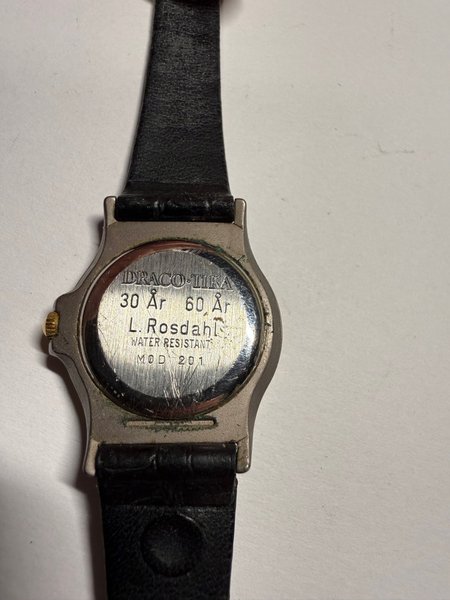 DRACO·TIKA
30 År 60 År
L. Rosdahl
WATER RESISTANT
MOD 201